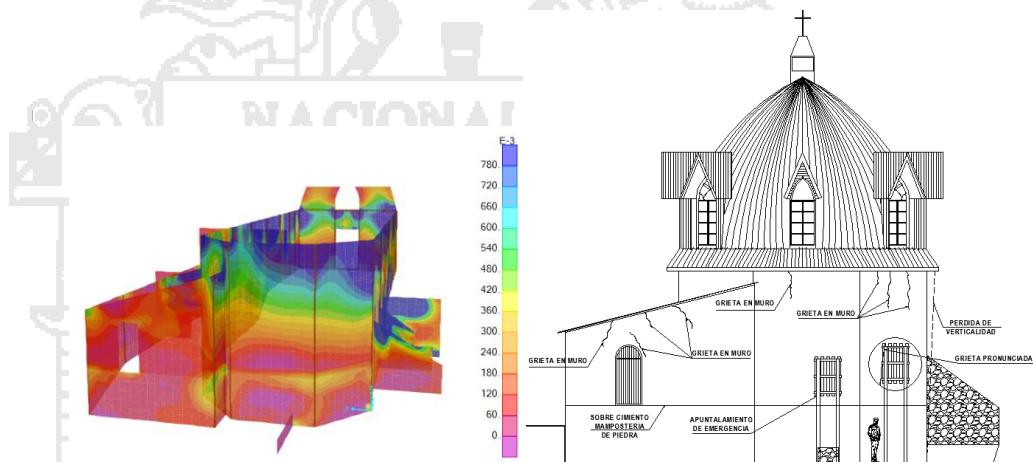 NACIONAL
E-3
780
720
660
600
540
480
420
360
300
240
180
120
60
0
GRIETA EN MURO
GRIETA EN MURO
PERDIDA DE
VERTICALIDAD
GRIETA EN MURO
GRIETA EN MURO
GRIETA PRONUNCIADA
SOBRE CIMIENTO
MAMPOSTERIA
DE PIEDRA
APUNTALAMIENTO
DE EMERGENCIA